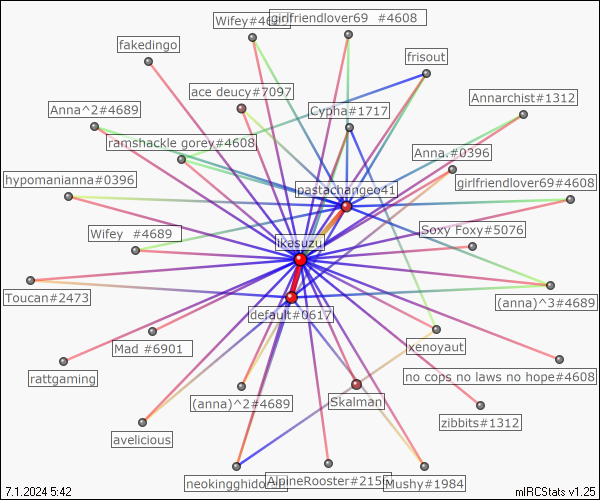 Wifey#4689
girlfriendlover69 #4608
fakedingo
frisout
ace deucy#7097
Annarchist#1312
Anna^2#4689
Cypha#1717
ramshackle gorey#4608
Anna.#0396
hypomanianna#0396
pastachangeo41
girlfriendlover69#4608
Wifey #4689
ikasuzu
Soxy Foxy#5076
Toucan#2473
(anna)^3#4689
default#0617
Mad #6901
xenoyaut
rattgaming
no cops no laws no hope#4608
(anna)^2#4689
Skalman
zibbits#1312
avelicious
AlpineRooster#215
Mushy#1984
7.1.2024 5:42
mIRCStats v1.25